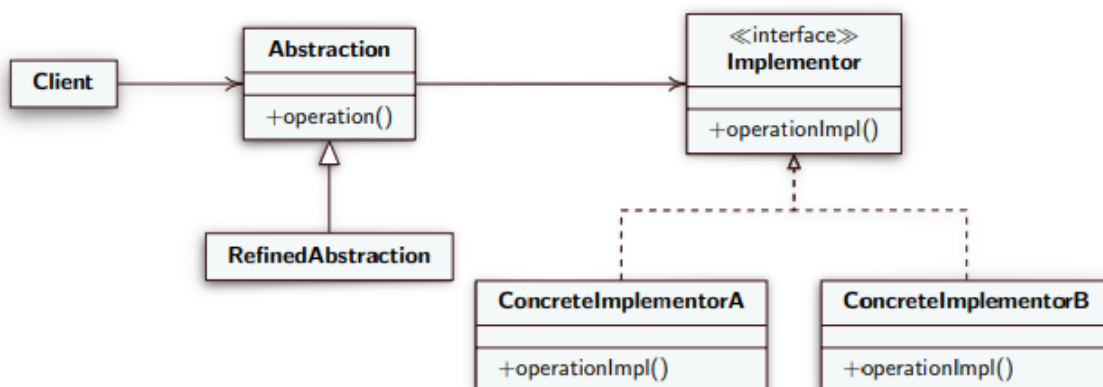 Client
Abstraction
+operation()
≪interface≫
Implementor
+operationImpl()
RefinedAbstraction
ConcreteImplementorA
+operationImpl()
ConcreteImplementorB
+operationImpl()